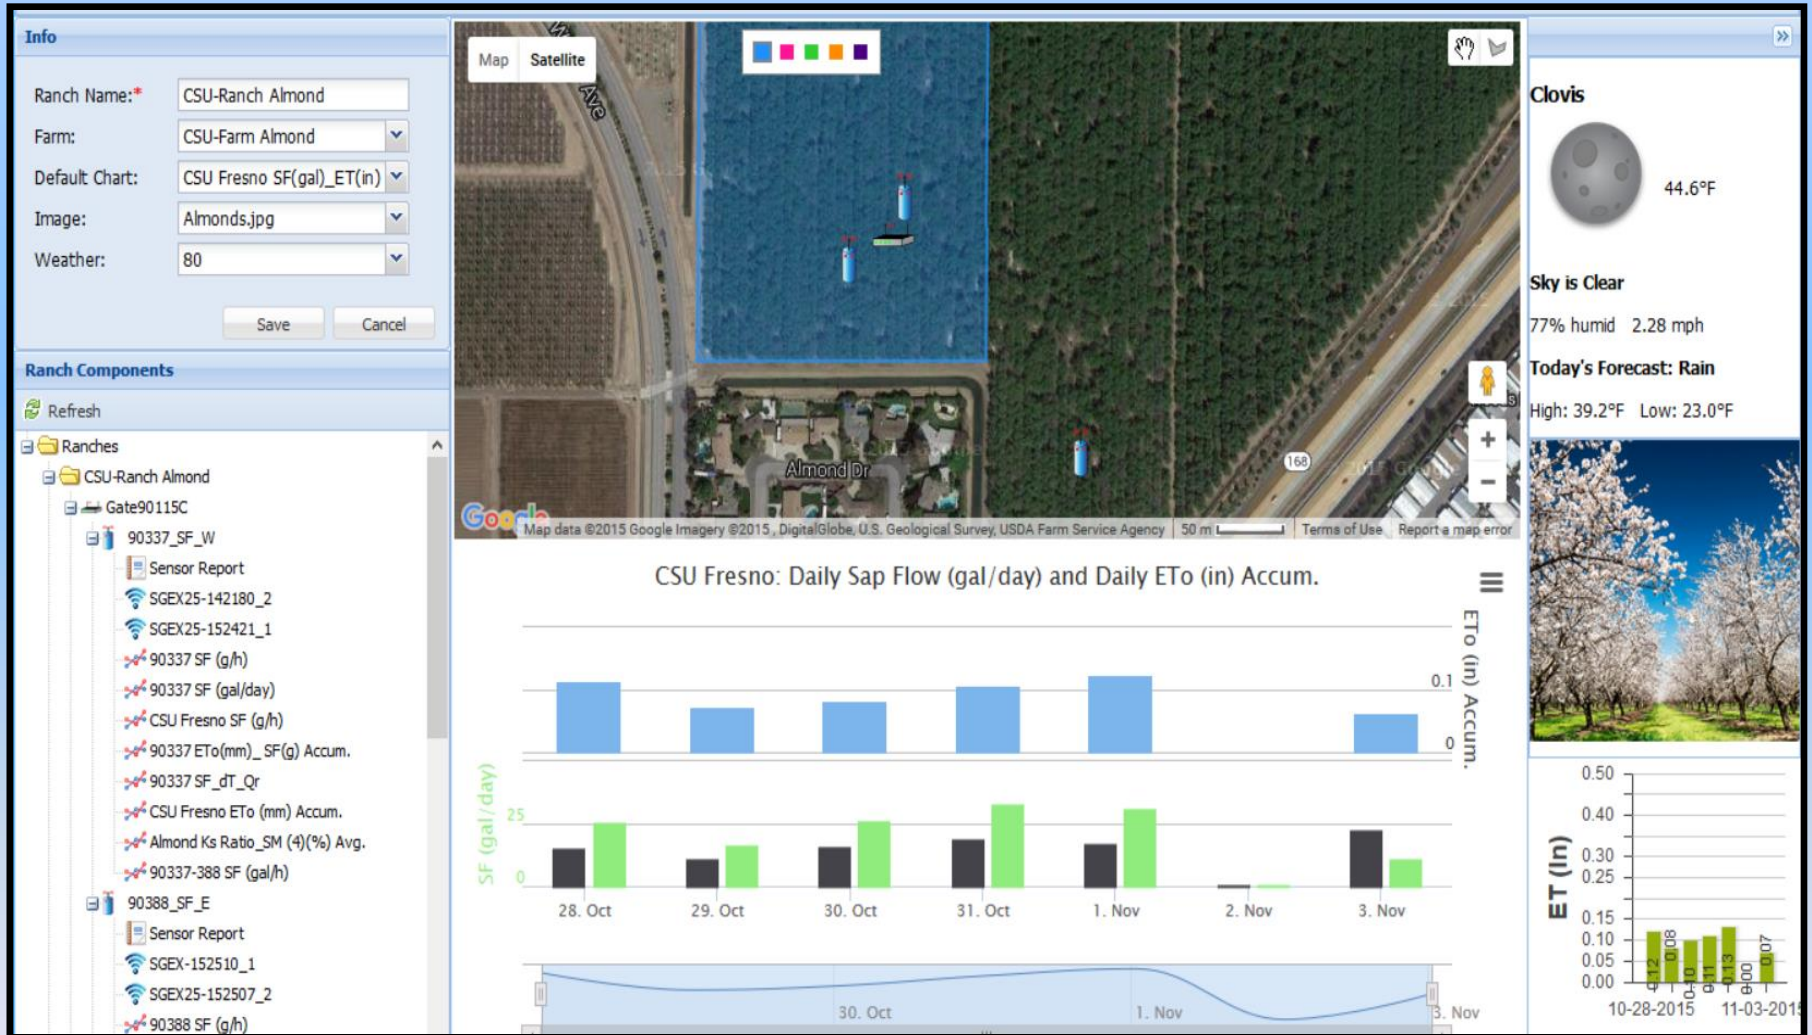 Info
Ranch Name:*
CSU-Ranch Almond
Farm:
CSU-Farm Almond
Default Chart:
CSU Fresno SF(gal)_ET(in)
Image:
Almonds.jpg
Weather:
80
Save
Cancel
Ranch Components
Refresh
Ranches
CSU-Ranch Almond
Gate90115C
90337_SF_W
Sensor Report
SGEX25-142180_2
SGEX25-152421_1
90337 SF (g/h)
90337 SF (gal/day)
CSU Fresno SF (g/h)
90337 ETo(mm)_ SF(g) Accum.
90337 SF_dT_Qr
CSU Fresno ETo (mm) Accum.
Almond Ks Ratio_SM (4)(%) Avg.
90337-388 SF (gal/h)
90388_SF_E
Sensor Report
SGEX-152510_1
SGEX25-152507_2
90388 SF (g/h)
Map
Satellite
Ave
Almond Dr
168
Google
Map data ©2015 Google Imagery ©2015 , DigitalGlobe, U.S. Geological Survey, USDA Farm Service Agency
50 m
Terms of Use
Report a map error
CSU Fresno: Daily Sap Flow (gal/day) and Daily ETo (in) Accum.
ETo (in) Accum.
0.1
0
SF (gal/day)
25
0
28. Oct
29. Oct
30. Oct
31. Oct
1. Nov
2. Nov
3. Nov
30. Oct
1. Nov
3. Nov
Clovis
44.6°F
Sky is Clear
77% humid 2.28 mph
Today's Forecast: Rain
High: 39.2°F Low: 23.0°F
ET (In)
0.50
0.40
0.30
0.25
0.15
0.10
0.05
0.00
0.12
0.08
0.10
0.11
0.13
0.00
0.07
10-28-2015
11-03-2015